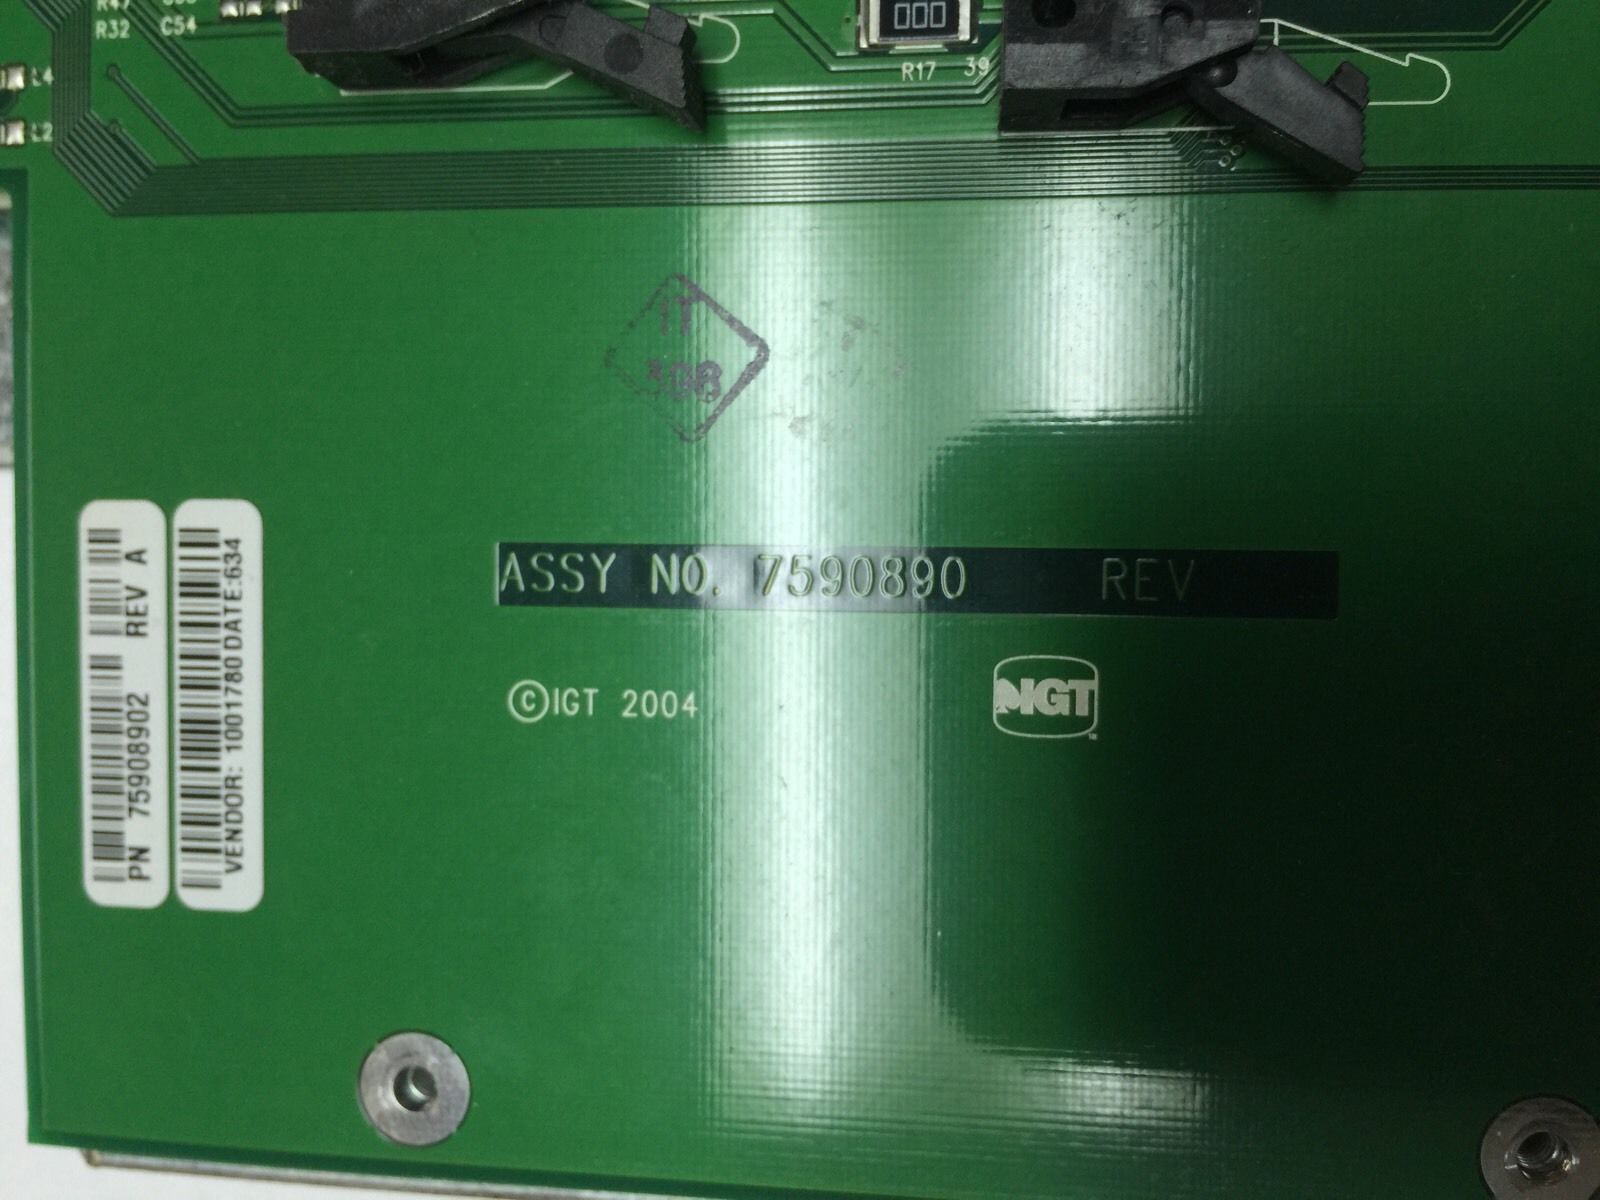 R47
R32 C54
000
R17 39
L4
L2
IT
ASSY NO. 7590890 REV
©IGT 2004
IGT
PN 75908902 REV A
VENDOR: 1001780 DATE:634